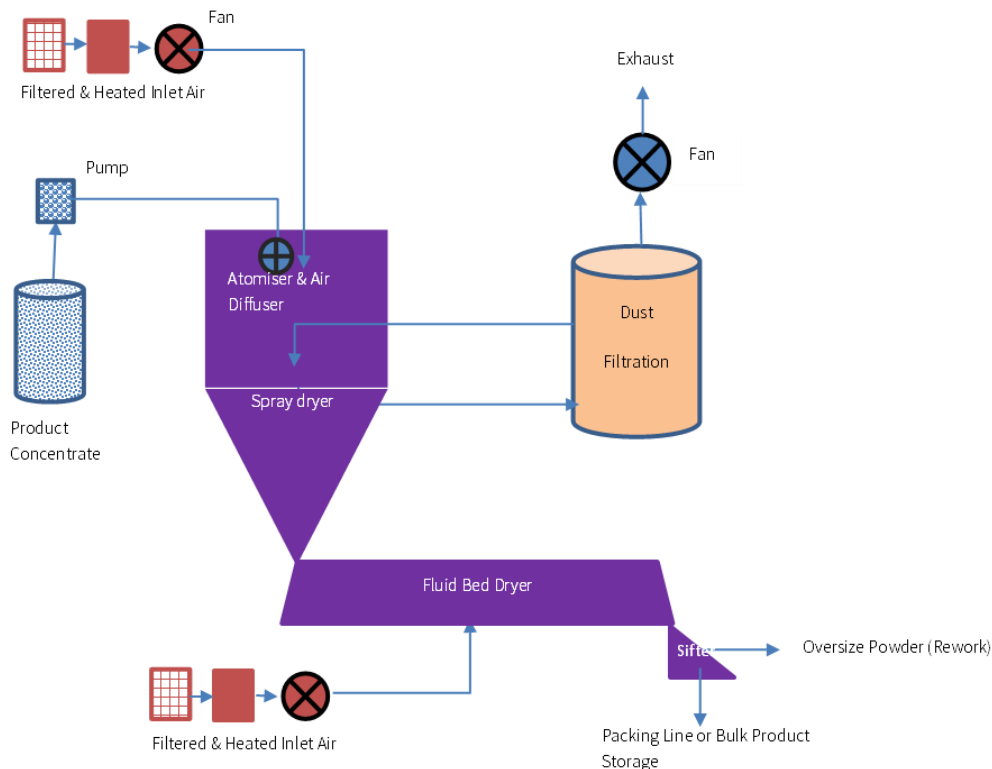 Fan
Filtered & Heated Inlet Air
Exhaust
Fan
Pump
Atomiser & Air
Diffuser
Dust
Filtration
Spray dryer
Product
Concentrate
Fluid Bed Dryer
Sifter
Oversize Powder (Rework)
Filtered & Heated Inlet Air
Packing Line or Bulk Product
Storage